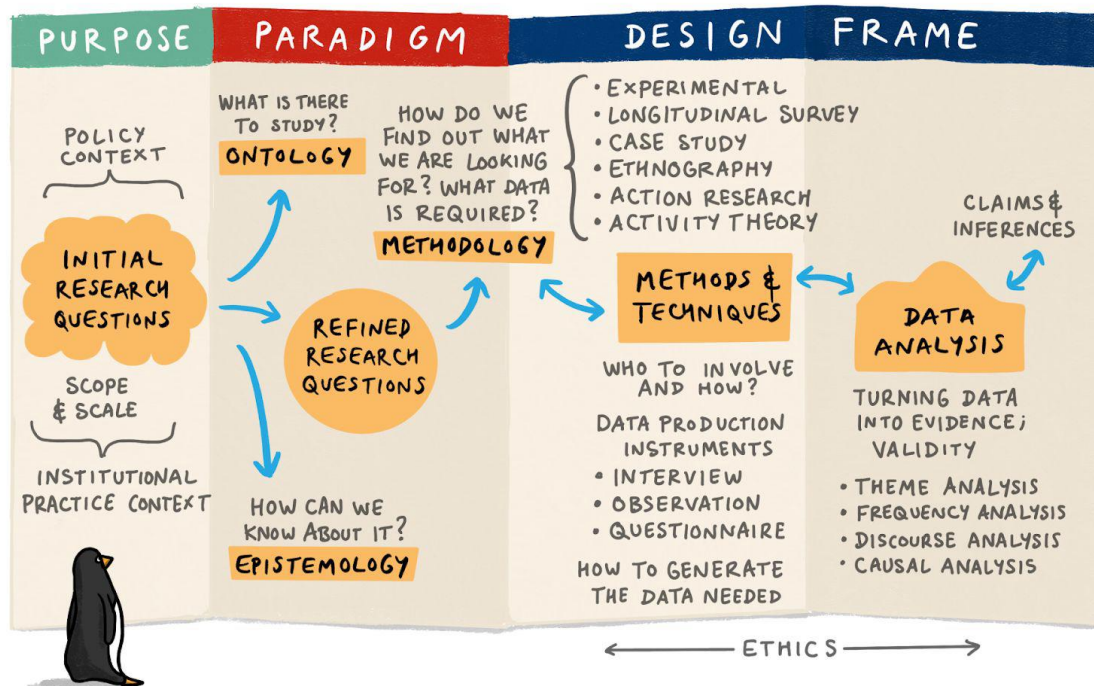 PURPOSE
PARADIGM
DESIGN FRAME
POLICY
CONTEXT
INITIAL
RESEARCH
QUESTIONS
SCOPE
& SCALE
INSTITUTIONAL
PRACTICE CONTEXT
WHAT IS THERE
TO STUDY?
ONTOLOGY
REFINED
RESEARCH
QUESTIONS
HOW CAN WE
KNOW ABOUT IT?
EPISTEMOLOGY
HOW DO WE
FIND OUT WHAT
WE ARE LOOKING
FOR? WHAT DATA
IS REQUIRED?
METHODOLOGY
• EXPERIMENTAL
• LONGITUDINAL SURVEY
• CASE STUDY
• ETHNOGRAPHY
• ACTION RESEARCH
• ACTIVITY THEORY
METHODS &
TECHNIQUES
WHO TO INVOLVE
AND HOW?
DATA PRODUCTION
INSTRUMENTS
• INTERVIEW
• OBSERVATION
• QUESTIONNAIRE
HOW TO GENERATE
THE DATA NEEDED
CLAIMS &
INFERENCES
DATA
ANALYSIS
TURNING DATA
INTO EVIDENCE;
VALIDITY
• THEME ANALYSIS
• FREQUENCY ANALYSIS
• DISCOURSE ANALYSIS
• CAUSAL ANALYSIS
ETHICS